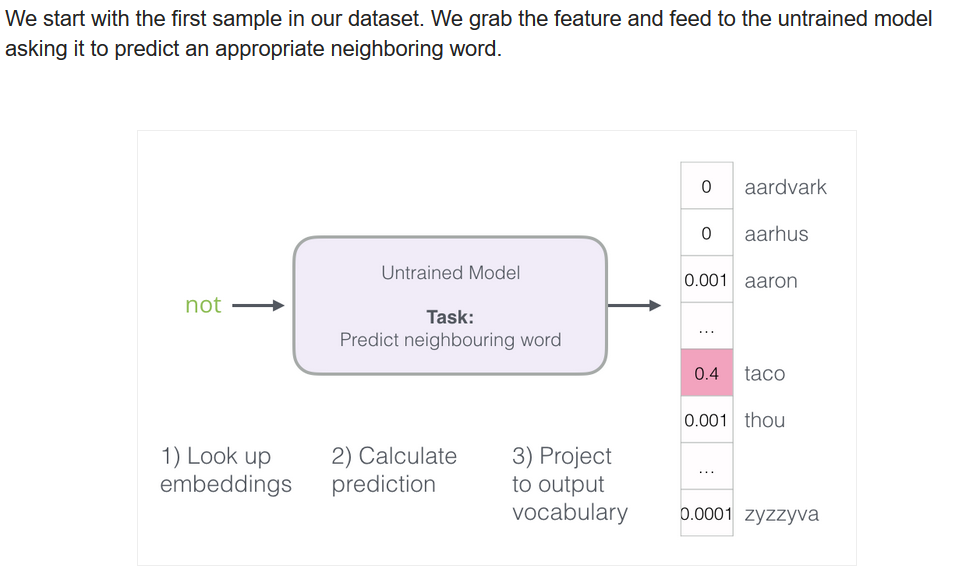 We start with the first sample in our dataset. We grab the feature and feed to the untrained model
asking it to predict an appropriate neighboring word.
not
Untrained Model
Task:
Predict neighbouring word
1) Look up
embeddings
2) Calculate
prediction
3) Project
to output
vocabulary
0 aardvark
0 aarhus
0.001 aaron
...
0.4 taco
0.001 thou
...
0.0001 zyzzyva